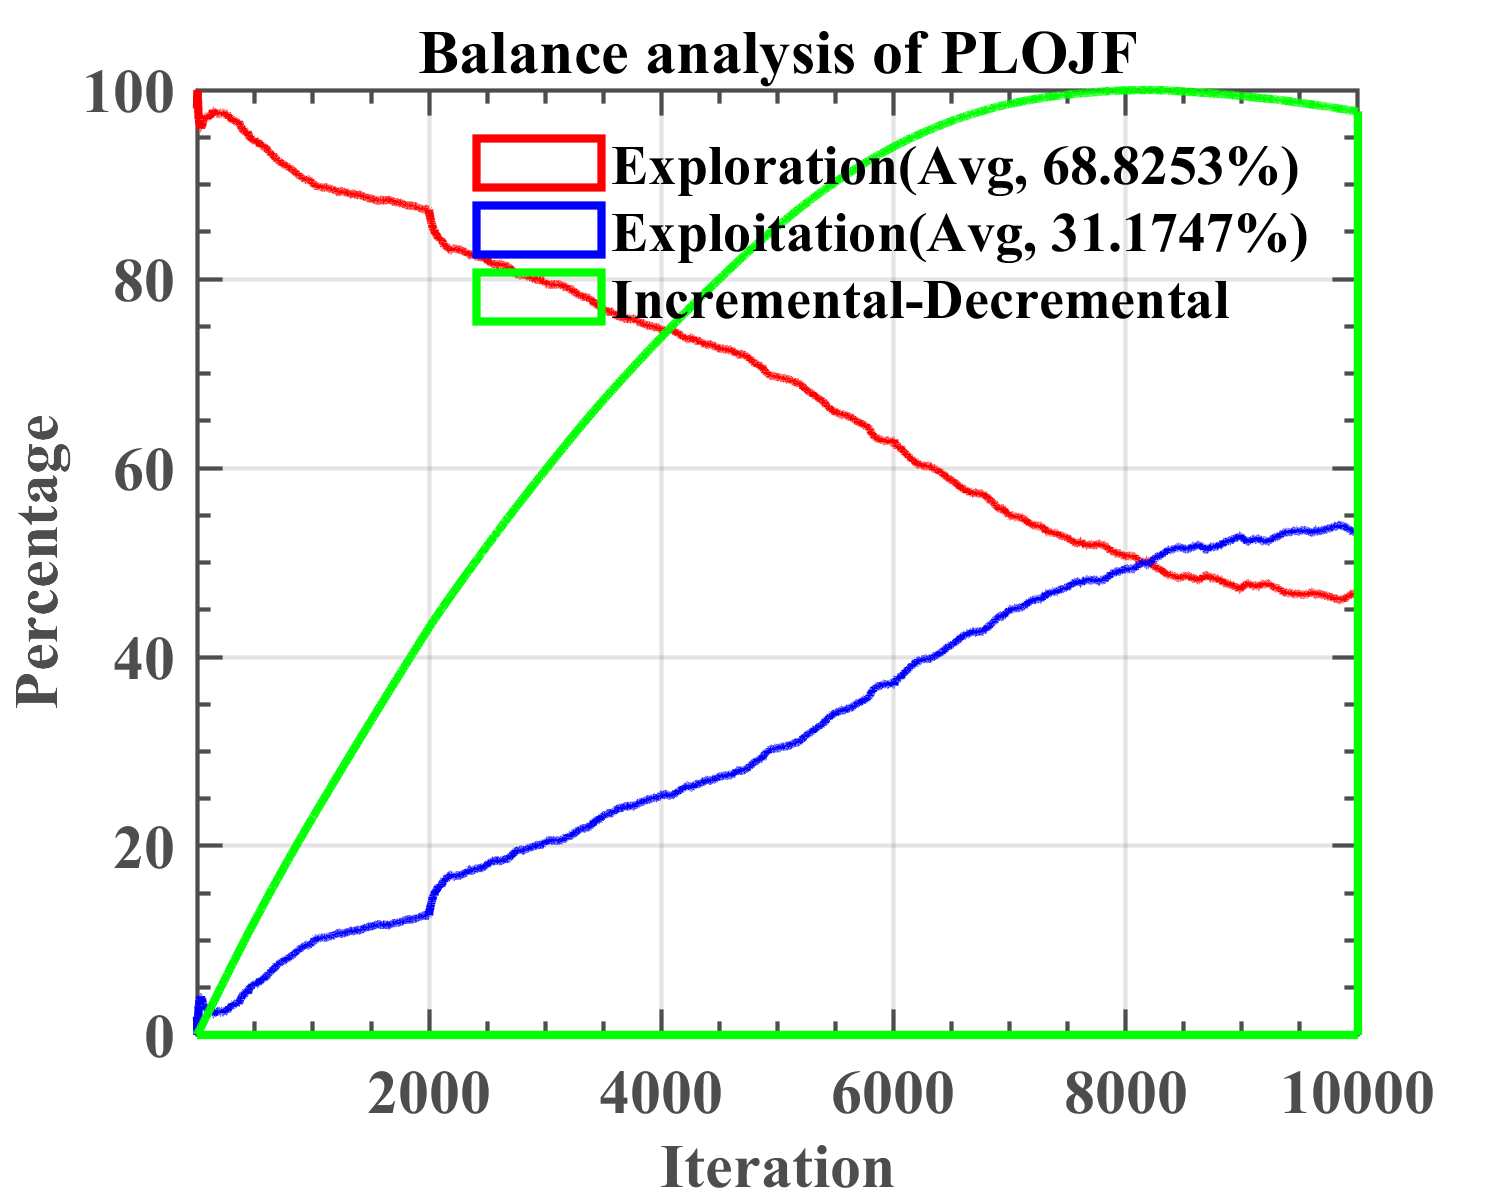 Balance analysis of PLOJF
100
80
60
40
20
0
Percentage
Exploration(Avg, 68.8253%)
Exploitation(Avg, 31.1747%)
Incremental-Decremental
2000 4000 6000 8000 10000
Iteration